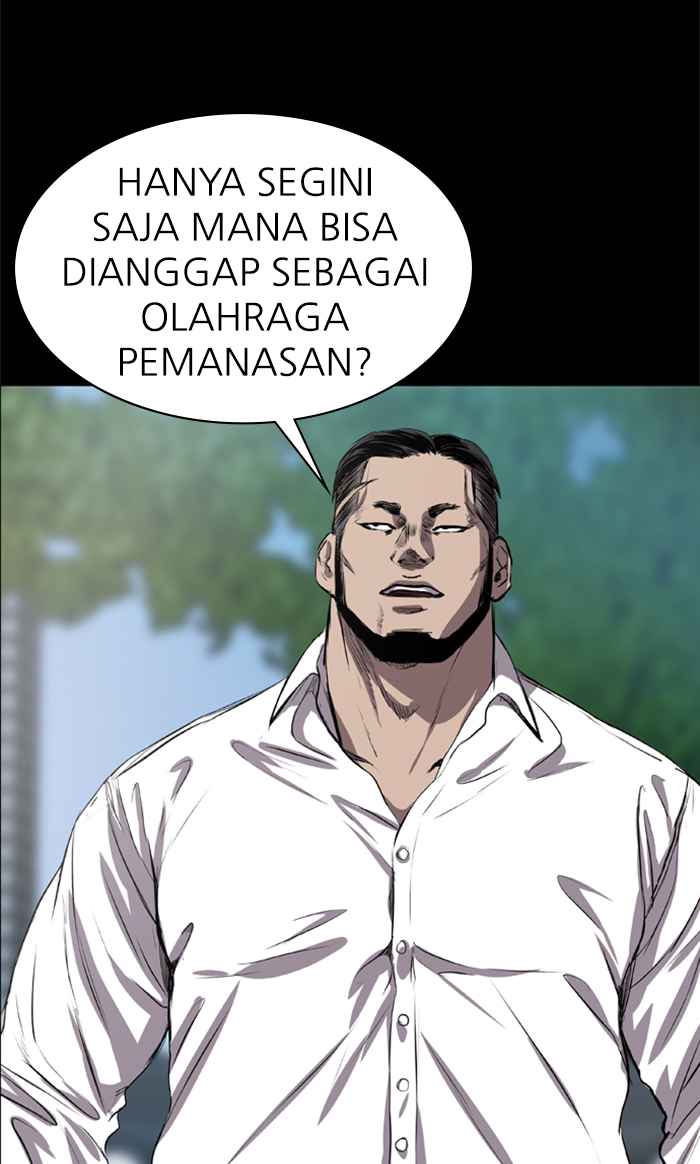 HANYA SEGINI
SAJA MANA BISA
DIANGGAP SEBAGAI
OLAHRAGA
PEMANASAN?